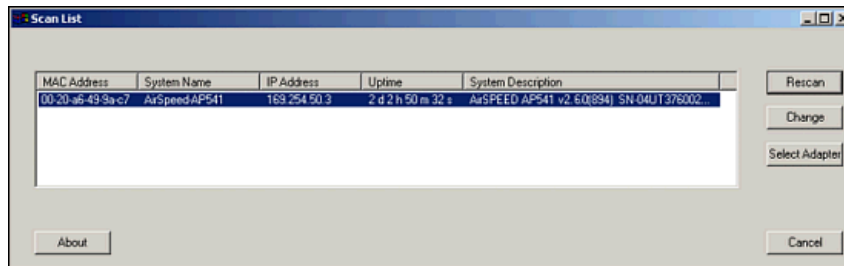 Scan List
MAC Address System Name IP Address Uptime System Description
00-20-a6-49-9a-c7 AirSpeed-AP541 169.254.50.3 2 d 2 h 50 m 32 s AirSPEED AP541 v2.6.0(894) SN-04UT376002...
Rescan
Change
Select Adapter
About
Cancel